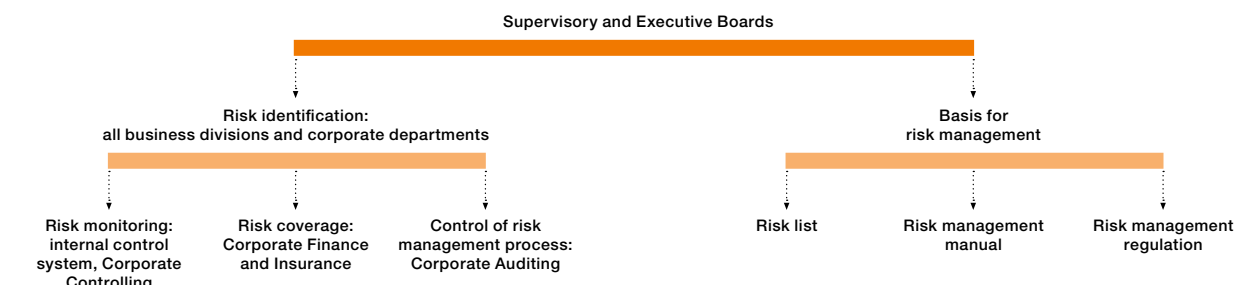 Supervisory and Executive Boards
Risk identification:
all business divisions and corporate departments
Basis for
risk management
Risk monitoring:
internal control
system, Corporate
Controlling
Risk coverage:
Corporate Finance
and Insurance
Control of risk
management process:
Corporate Auditing
Risk list
Risk management
manual
Risk management
regulation